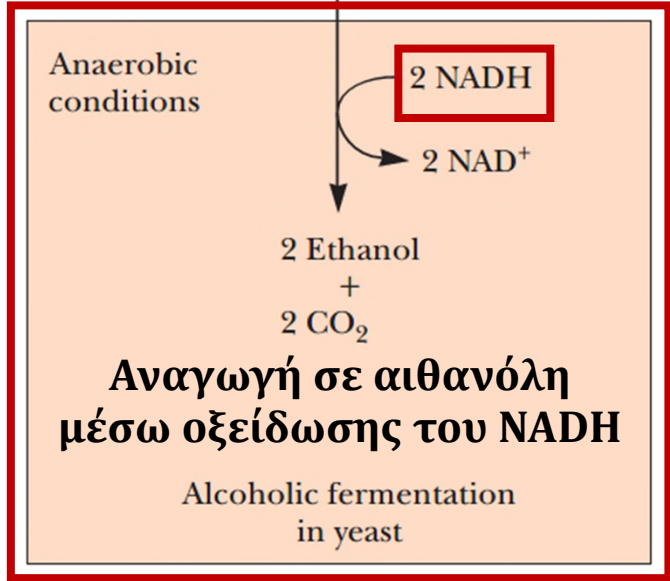 Anaerobic
conditions
2 NADH
2 NAD⁺
2 Ethanol
+
2 CO₂
Αναγωγή σε αιθανόλη
μέσω οξείδωσης του NADH
Alcoholic fermentation
in yeast